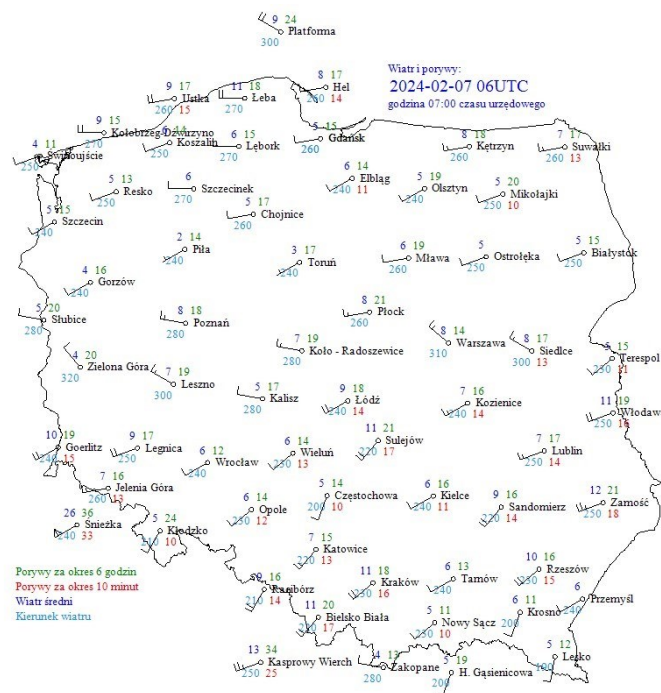 9 24
Platforma
300
Wiatr i porywy:
2024-02-07 06UTC
godzina 07:00 czasu urzędowego
9 17
Ustka
260 15
11 18
Łeba
270
8 17
Hel
260 14
9 15
Kołobrzeg-Dźwirzyno
270
6 14
Koszalin
250
6 15
Lębork
270
5 15
Gdańsk
260
8 18
Kętrzyn
260
7 17
Suwałki
260 13
4 11
Świnoujście
250
5 13
Resko
250
6
Szczecinek
270
6 14
Elbląg
240 11
5 19
Olsztyn
240
5 20
Mikołajki
250 10
5 15
Szczecin
240
5 17
Chojnice
260
2 14
Piła
240
3 17
Toruń
240
6 19
Mława
260
5
Ostrołęka
250
5 15
Białystok
250
4 16
Gorzów
240
5 20
Słubice
280
8 18
Poznań
280
8 21
Płock
260
8 14
Warszawa
310
8 17
Siedlce
300 13
5 15
Terespol
230 11
4 20
Zielona Góra
320
7 19
Leszno
300
7 19
Koło - Radoszewice
280
5 17
Kalisz
280
9 18
Łódź
240 14
7 16
Kozienice
240 14
11 19
Włodawa
250 16
10 19
Goerlitz
240 15
9 17
Legnica
250
6 12
Wrocław
240
6 14
Wieluń
230 13
11 21
Sulejów
220 17
7 17
Lublin
250 14
7 16
Jelenia Góra
260 13
26 36
Śnieżka
240 33
5 24
Kłodzko
210 10
6 14
Opole
230 12
5 14
Częstochowa
200 10
6 16
Kielce
240 11
9 16
Sandomierz
220 14
12 21
Zamość
250 18
7 15
Katowice
220 13
Porywy za okres 6 godzin
Porywy za okres 10 minut
Wiatr średni
Kierunek wiatru
9 16
Racibórz
210 14
11 18
Kraków
230 16
6 13
Tarnów
240
10 16
Rzeszów
230 15
11 20
Bielsko Biała
17
5 11
Nowy Sącz
230 10
6 11
Krosno
200
6
Przemyśl
240
13 34
Kasprowy Wierch
250 25
4 13
Zakopane
280
5 19
H. Gąsienicowa
200
5 12
Lesko
190